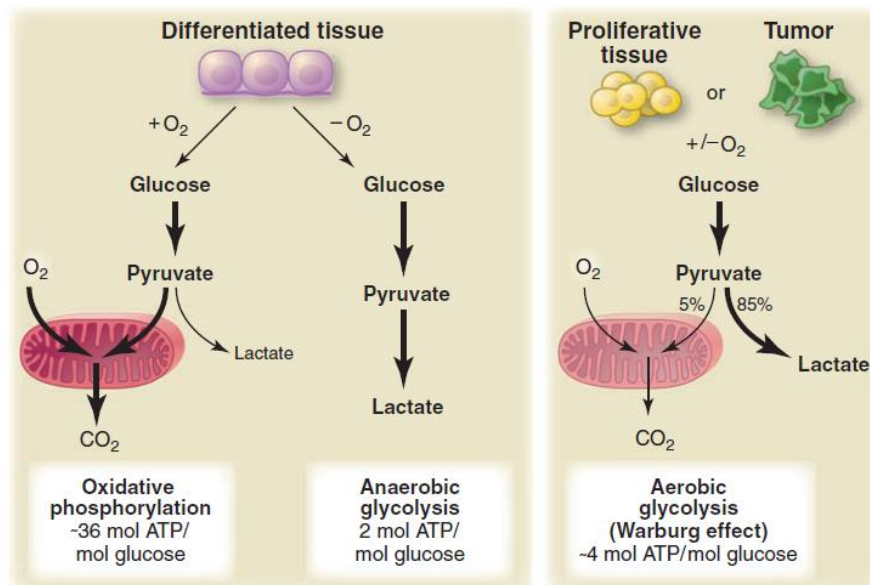 Differentiated tissue
+O₂
−O₂
Glucose
Glucose
O₂
Pyruvate
Pyruvate
Lactate
Lactate
CO₂
Oxidative
phosphorylation
~36 mol ATP/
mol glucose
Anaerobic
glycolysis
2 mol ATP/
mol glucose
Proliferative
tissue
Tumor
or
+/−O₂
Glucose
O₂
Pyruvate
5%
85%
Lactate
CO₂
Aerobic
glycolysis
(Warburg effect)
~4 mol ATP/mol glucose